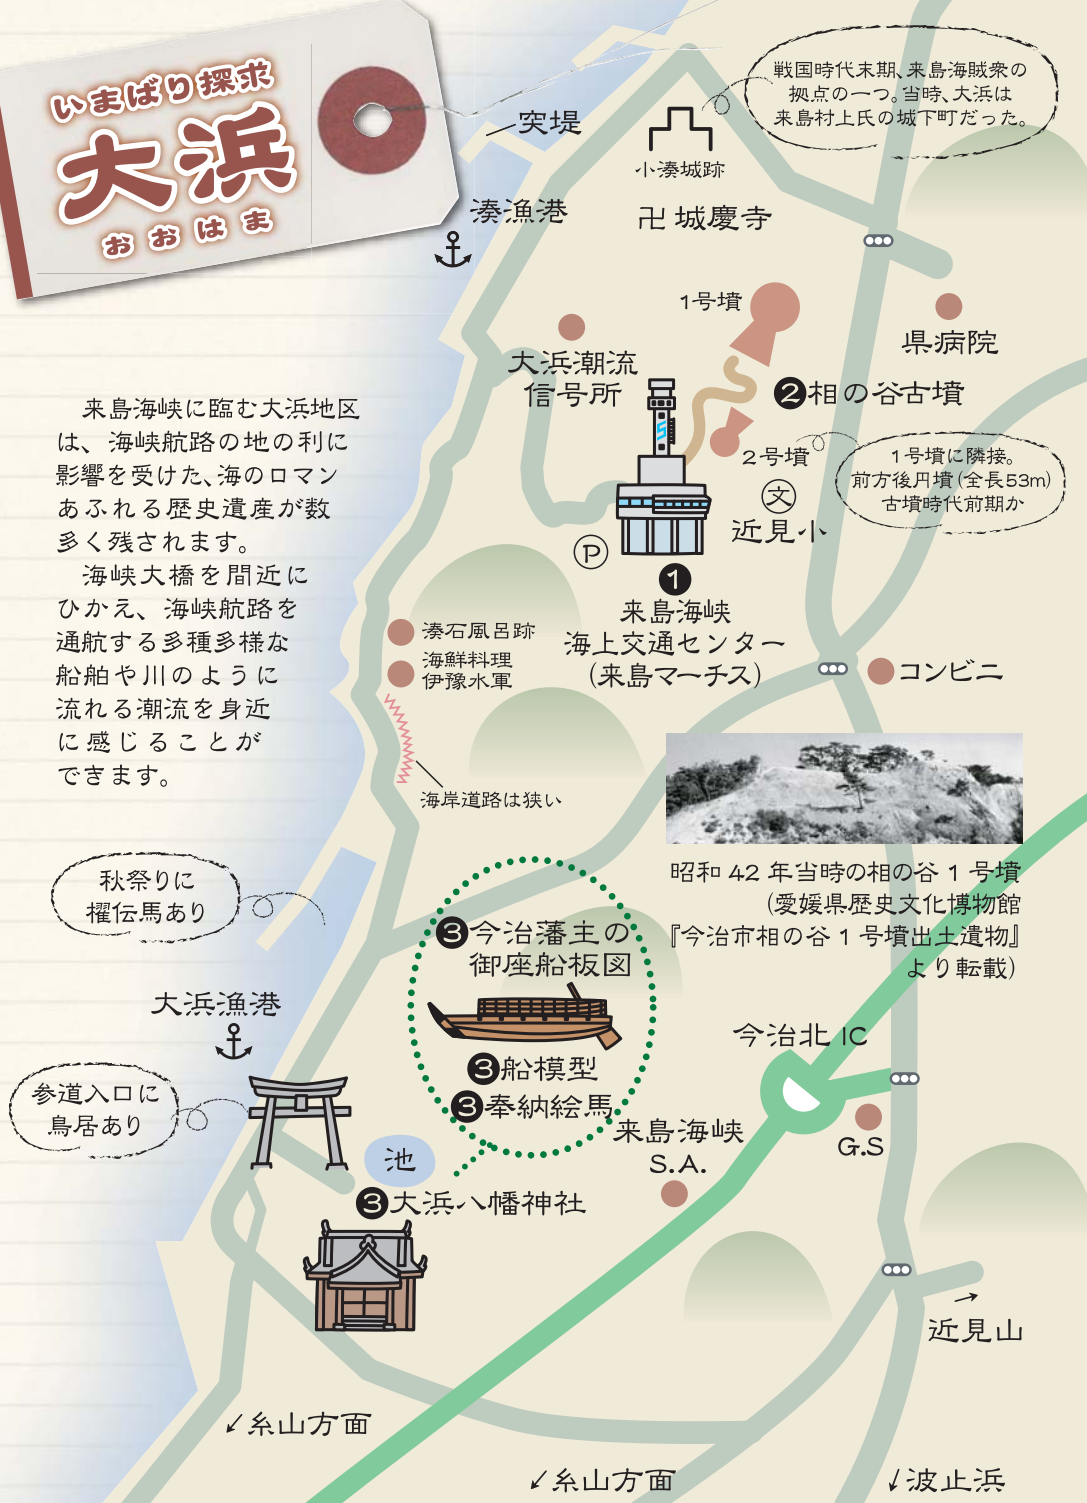 いまばり探求
大浜
おおはま
突堤
戦国時代末期、来島海賊衆の
拠点の一つ。当時、大浜は
来島村上氏の城下町だった。
小湊城跡
湊漁港
卍 城慶寺
1号墳
県病院
大浜潮流
信号所
❷相の谷古墳
2号墳
1号墳に隣接。
前方後円墳(全長53m)
古墳時代前期か
文
近見小
P
❶
来島海峡
海上交通センター
(来島マーチス)
来島海峡に臨む大浜地区
は、海峡航路の地の利に
影響を受けた、海のロマン
あふれる歴史遺産が数
多く残されます。
海峡大橋を間近に
ひかえ、海峡航路を
通航する多種多様な
船舶や川のように
流れる潮流を身近
に感じることが
できます。
湊石風呂跡
海鮮料理
伊豫水軍
コンビニ
海岸道路は狭い
昭和 42 年当時の相の谷 1 号墳
(愛媛県歴史文化博物館
『今治市相の谷 1 号墳出土遺物』
より転載)
秋祭りに
櫂伝馬あり
❸今治藩主の
御座船板図
大浜漁港
❸船模型
❸奉納絵馬
今治北 IC
参道入口に
鳥居あり
G.S
来島海峡
S.A.
池
❸大浜八幡神社
→
近見山
↙糸山方面
↙糸山方面
↓波止浜